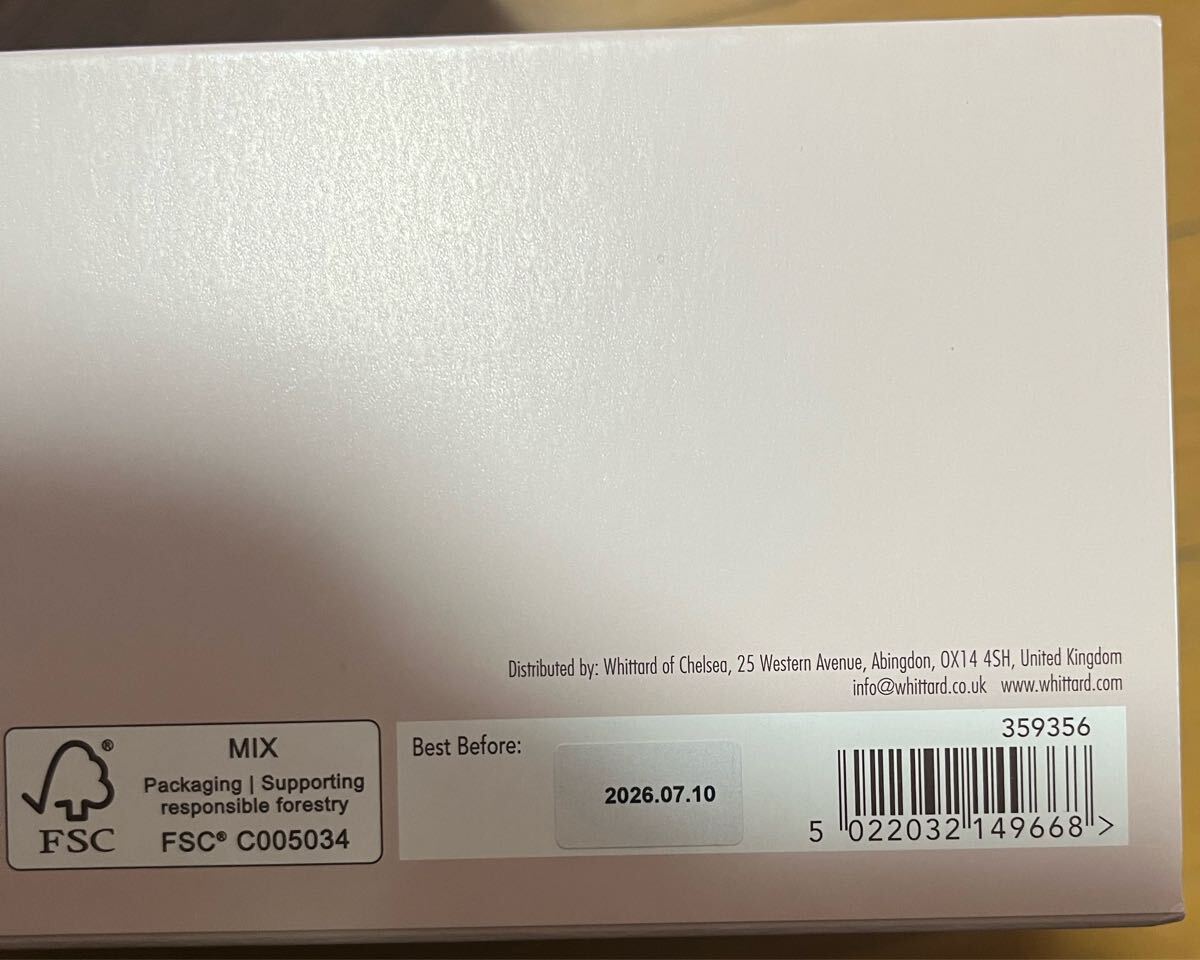 Distributed by: Whittard of Chelsea, 25 Western Avenue, Abingdon, OX14 4SH, United Kingdom
info@whittard.co.uk www.whittard.com
®
FSC
MIX
Packaging | Supporting
responsible forestry
FSC® C005034
Best Before:
2026.07.10
359356
5 022032 149668 >